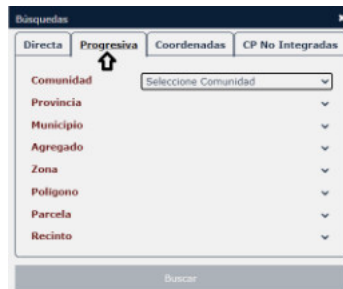 Búsquedas
Directa Progresiva Coordenadas CP No Integradas
Comunidad Seleccione Comunidad
Provincia
Municipio
Agregado
Zona
Polígono
Parcela
Recinto
Buscar